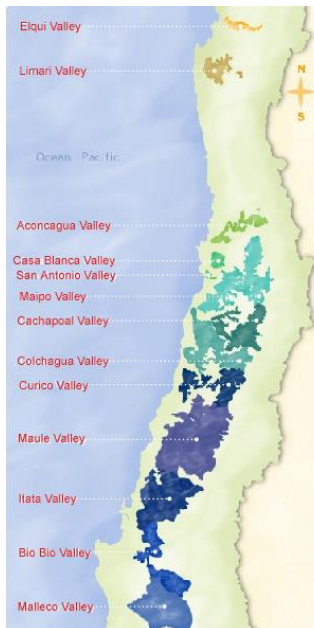 Elqui Valley
Limari Valley
N
S
Ocean Pacific
Aconcagua Valley
Casa Blanca Valley
San Antonio Valley
Maipo Valley
Cachapoal Valley
Colchagua Valley
Curico Valley
Maule Valley
Itata Valley
Bio Bio Valley
Malleco Valley